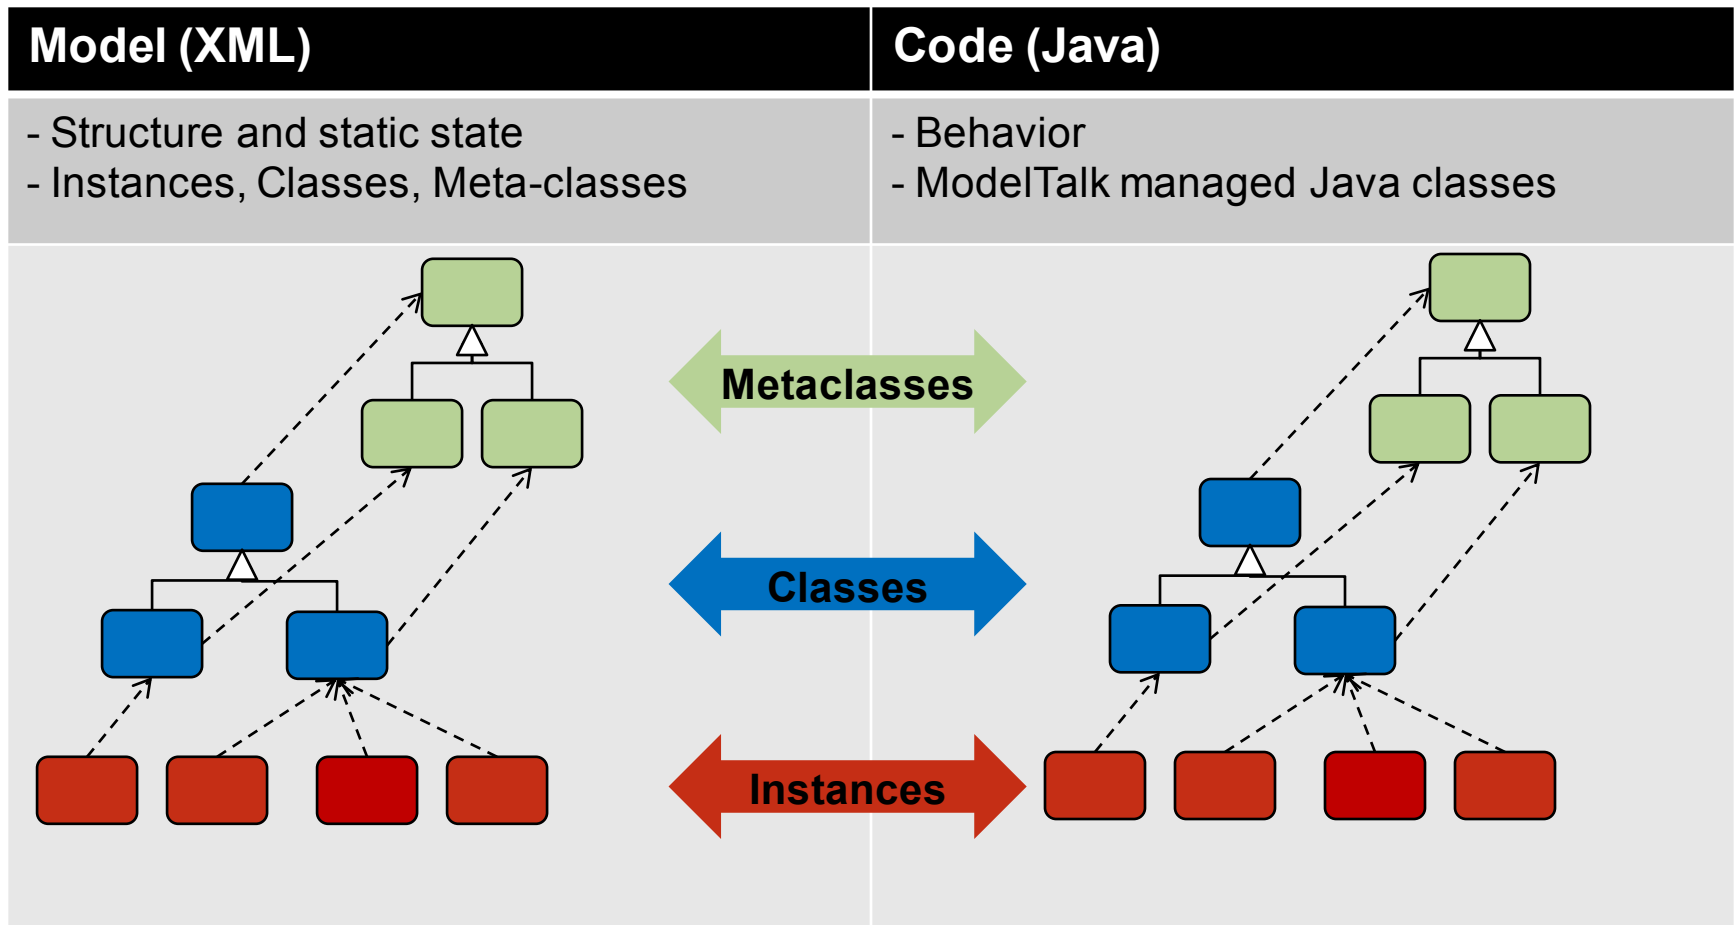 Model (XML)
Code (Java)
- Structure and static state
- Instances, Classes, Meta-classes
- Behavior
- ModelTalk managed Java classes
Metaclasses
Classes
Instances